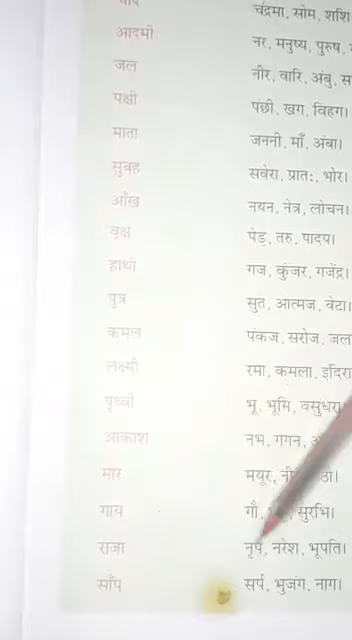 चंद्रमा, सोम, शशि
आदमी नर, मनुष्य, पुरुष,
जल नीर, वारि, अंबु,
पक्षी पंछी, खग, विहग।
माता जननी, माँ, अंबा।
सुबह सवेरा, प्रातः, भोर।
आँख नयन, नेत्र, लोचन।
वृक्ष पेड़, तरु, पादप।
हाथी गज, कुंजर, गजेंद्र।
पुत्र सुत, आत्मज, बेटा।
कमल पंकज, सरोज, जल
लक्ष्मी रमा, कमला, इंदिरा
पृथ्वी भू, भूमि, वसुधरा
आकाश नभ, गगन,
मोर मयूर,
गाय गौ, सुरभि।
राजा नृप, नरेश, भूपति।
साँप सर्प, भुजंग, नाग।